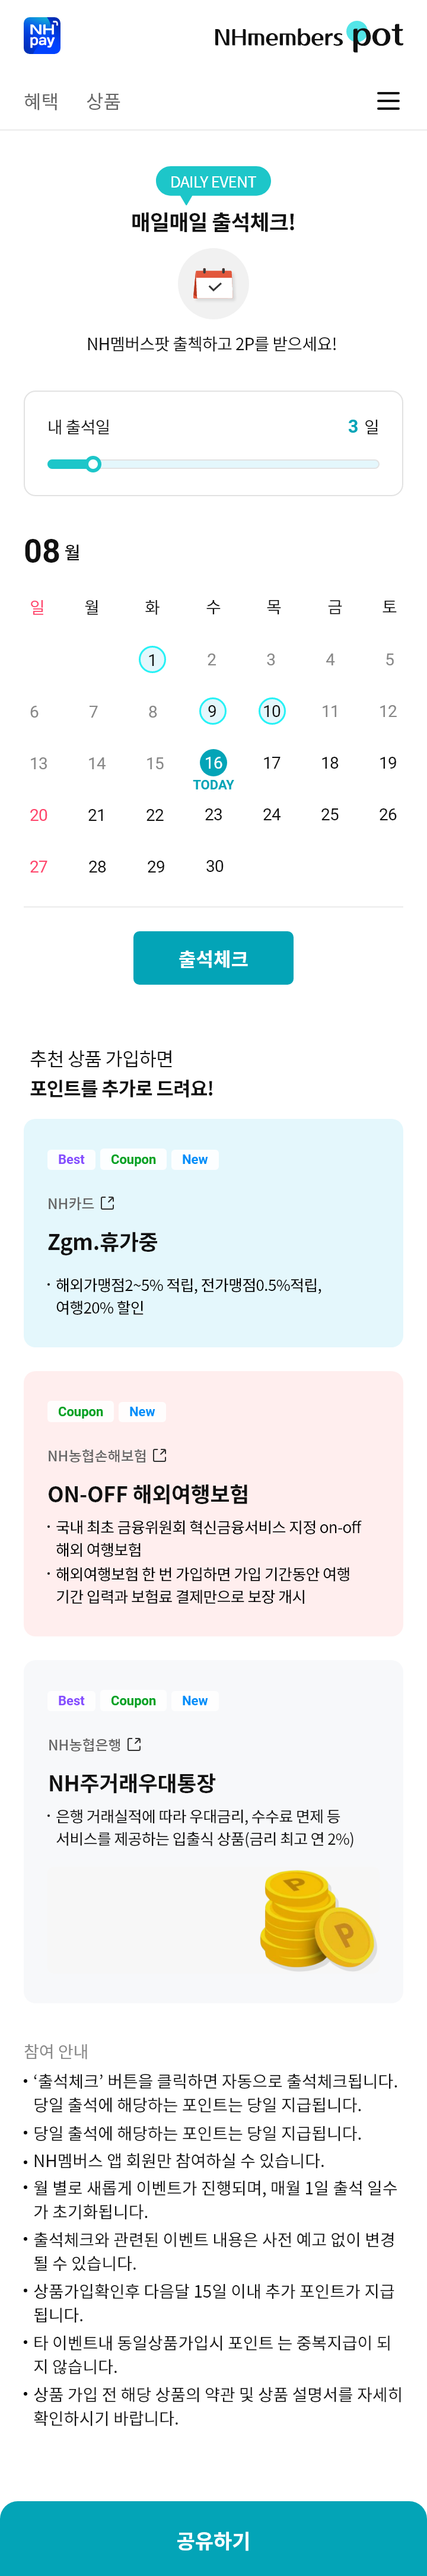 NH
pay
NHmembers pot
혜택 상품
DAILY EVENT
매일매일 출석체크!
NH멤버스팟 출첵하고 2P를 받으세요!
내 출석일 3 일
08 월
일 월 화 수 목 금 토
1 2 3 4 5
6 7 8 9 10 11 12
13 14 15 16 17 18 19
TODAY
20 21 22 23 24 25 26
27 28 29 30
출석체크
추천 상품 가입하면
포인트를 추가로 드려요!
Best Coupon New
NH카드
Zgm.휴가중
· 해외가맹점2~5% 적립, 전가맹점0.5%적립,
여행20% 할인
Coupon New
NH농협손해보험
ON-OFF 해외여행보험
· 국내 최초 금융위원회 혁신금융서비스 지정 on-off
해외 여행보험
· 해외여행보험 한 번 가입하면 가입 기간동안 여행
기간 입력과 보험료 결제만으로 보장 개시
Best Coupon New
NH농협은행
NH주거래우대통장
· 은행 거래실적에 따라 우대금리, 수수료 면제 등
서비스를 제공하는 입출식 상품(금리 최고 연 2%)
P
P
참여 안내
• ‘출석체크’ 버튼을 클릭하면 자동으로 출석체크됩니다.
당일 출석에 해당하는 포인트는 당일 지급됩니다.
• 당일 출석에 해당하는 포인트는 당일 지급됩니다.
• NH멤버스 앱 회원만 참여하실 수 있습니다.
• 월 별로 새롭게 이벤트가 진행되며, 매월 1일 출석 일수
가 초기화됩니다.
• 출석체크와 관련된 이벤트 내용은 사전 예고 없이 변경
될 수 있습니다.
• 상품가입확인후 다음달 15일 이내 추가 포인트가 지급
됩니다.
• 타 이벤트내 동일상품가입시 포인트 는 중복지급이 되
지 않습니다.
• 상품 가입 전 해당 상품의 약관 및 상품 설명서를 자세히
확인하시기 바랍니다.
공유하기